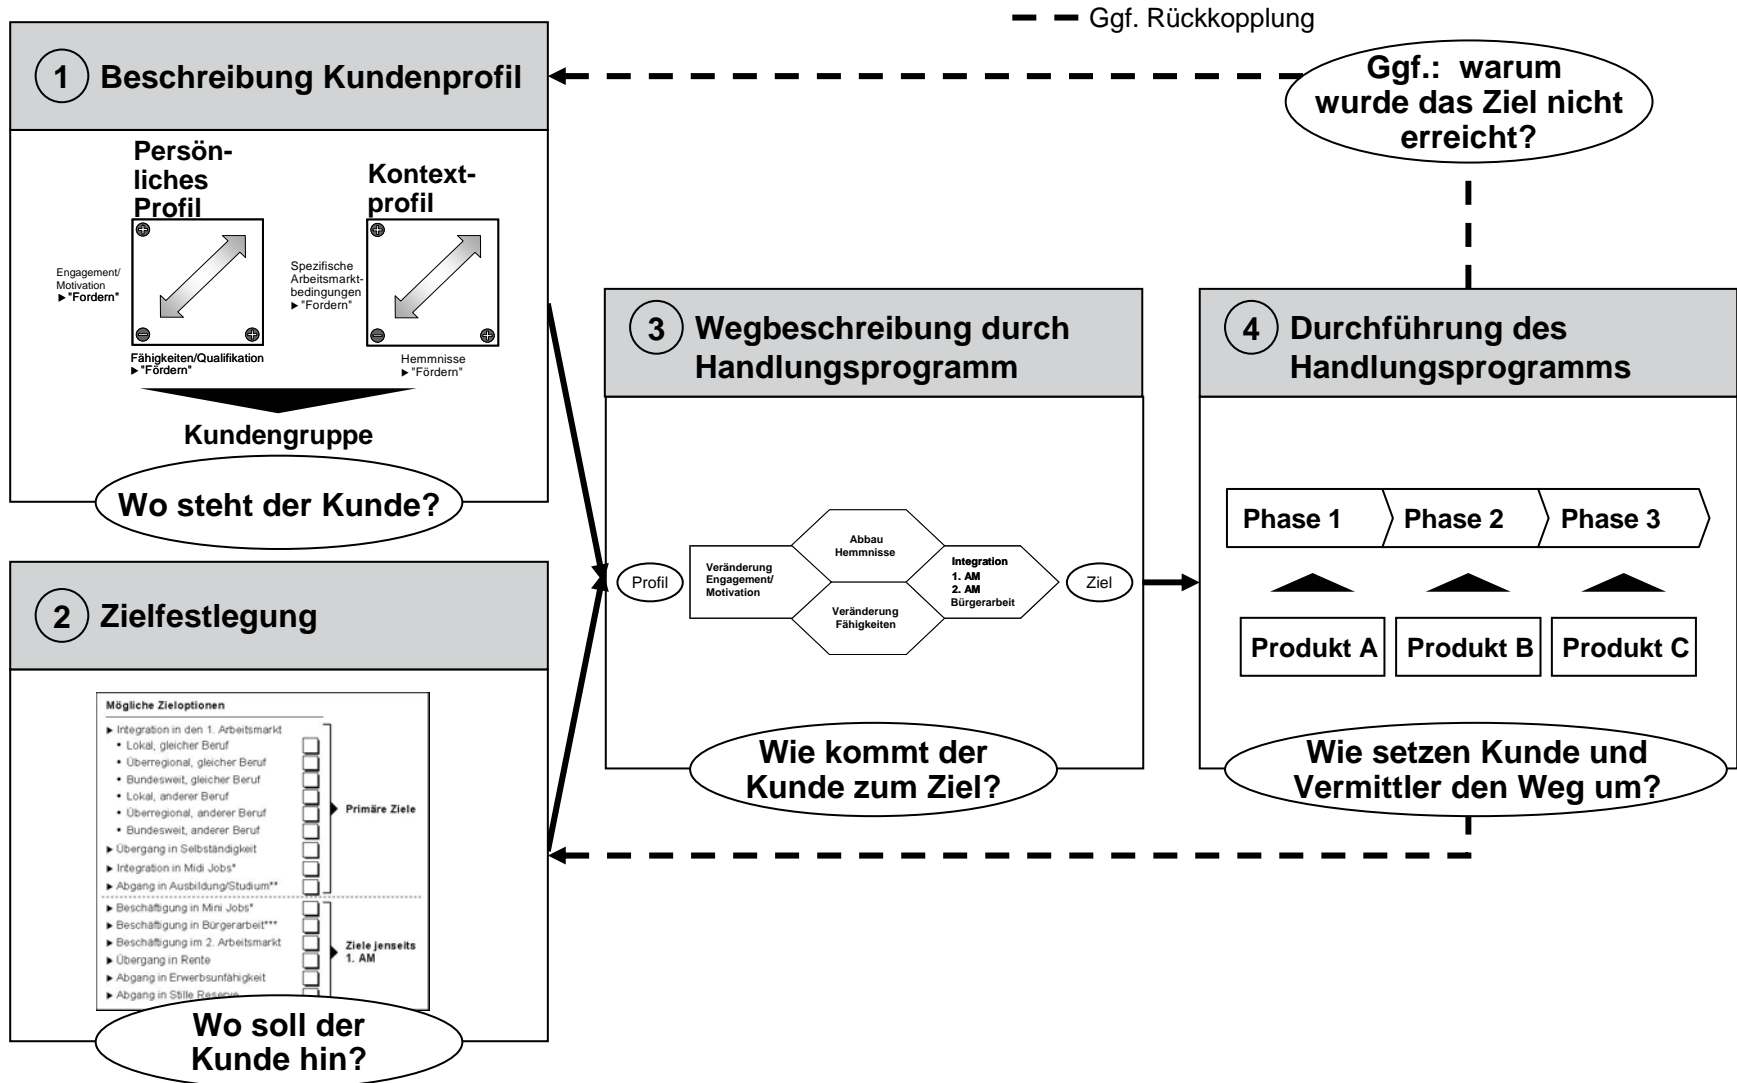 Ggf. Rückkopplung
1 Beschreibung Kundenprofil
Persön-
liches
Profil
Kontext-
profil
Engagement/
Motivation
▶ "Fordern"
Spezifische
Arbeitsmarkt-
bedingungen
▶ "Fordern"
Fähigkeiten/Qualifikation
▶ "Fördern"
Hemmnisse
▶ "Fördern"
Kundengruppe
Wo steht der Kunde?
2 Zielfestlegung
Mögliche Zieloptionen
▶ Integration in den 1. Arbeitsmarkt
• Lokal, gleicher Beruf
• Überregional, gleicher Beruf
• Bundesweit, gleicher Beruf
• Lokal, anderer Beruf
• Überregional, anderer Beruf
• Bundesweit, anderer Beruf
▶ Übergang in Selbständigkeit
▶ Integration in Midi Jobs*
▶ Abgang in Ausbildung/Studium**
Primäre Ziele
▶ Beschäftigung in Mini Jobs*
▶ Beschäftigung in Bürgerarbeit***
▶ Beschäftigung im 2. Arbeitsmarkt
▶ Übergang in Rente
▶ Abgang in Erwerbsunfähigkeit
▶ Abgang in Stille Reserve
Ziele jenseits
1. AM
Wo soll der
Kunde hin?
3 Wegbeschreibung durch
Handlungsprogramm
Profil
Veränderung
Engagement/
Motivation
Abbau
Hemmnisse
Veränderung
Fähigkeiten
Integration
1. AM
2. AM
Bürgerarbeit
Ziel
Wie kommt der
Kunde zum Ziel?
Ggf.: warum
wurde das Ziel nicht
erreicht?
4 Durchführung des
Handlungsprogramms
Phase 1 Phase 2 Phase 3
Produkt A Produkt B Produkt C
Wie setzen Kunde und
Vermittler den Weg um?